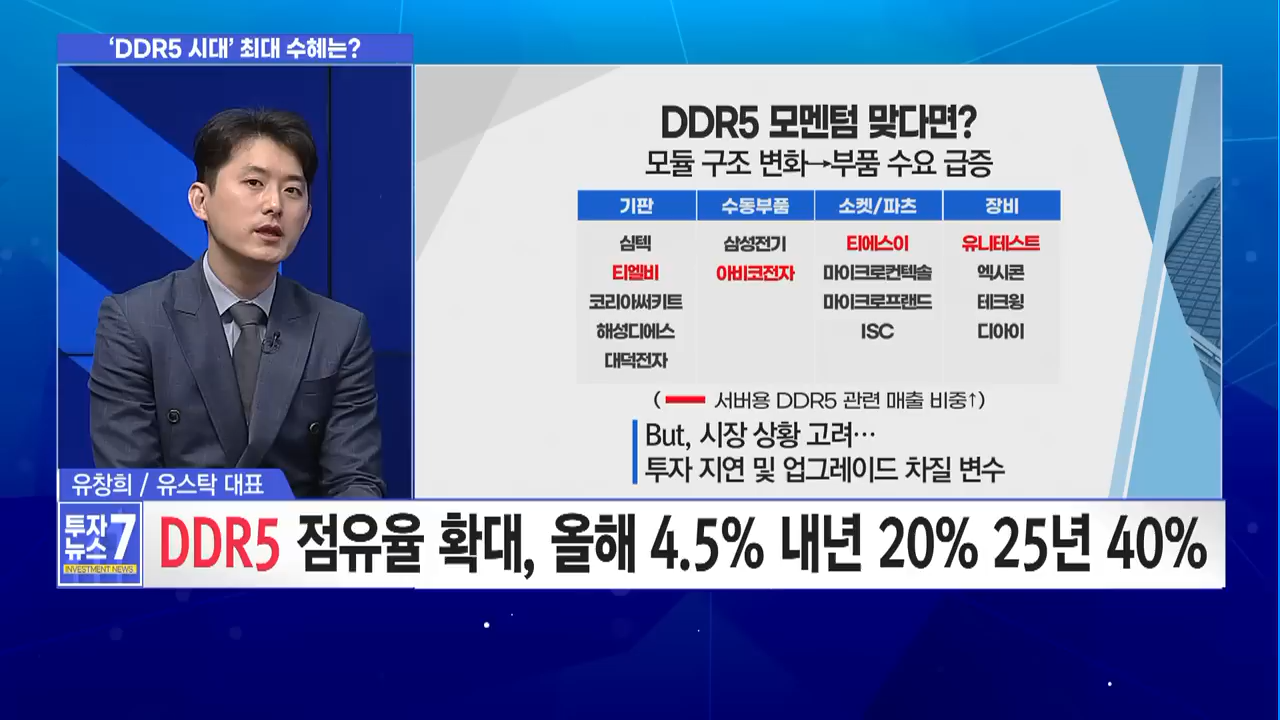 ‘DDR5 시대’ 최대 수혜는?
DDR5 모멘텀 맞다면?
모듈 구조 변화→부품 수요 급증
기판 수동부품 소켓/파츠 장비
심텍 삼성전기 티에스이 유니테스트
티엘비 아비코전자 마이크로컨텍솔 엑시콘
코리아써키트 마이크로프랜드 테크윙
해성디에스 ISC 디아이
대덕전자
( 서버용 DDR5 관련 매출 비중↑)
But, 시장 상황 고려…
투자 지연 및 업그레이드 차질 변수
유창희 / 유스탁 대표
투자
뉴스 7
INVESTMENT NEWS
DDR5 점유율 확대, 올해 4.5% 내년 20% 25년 40%